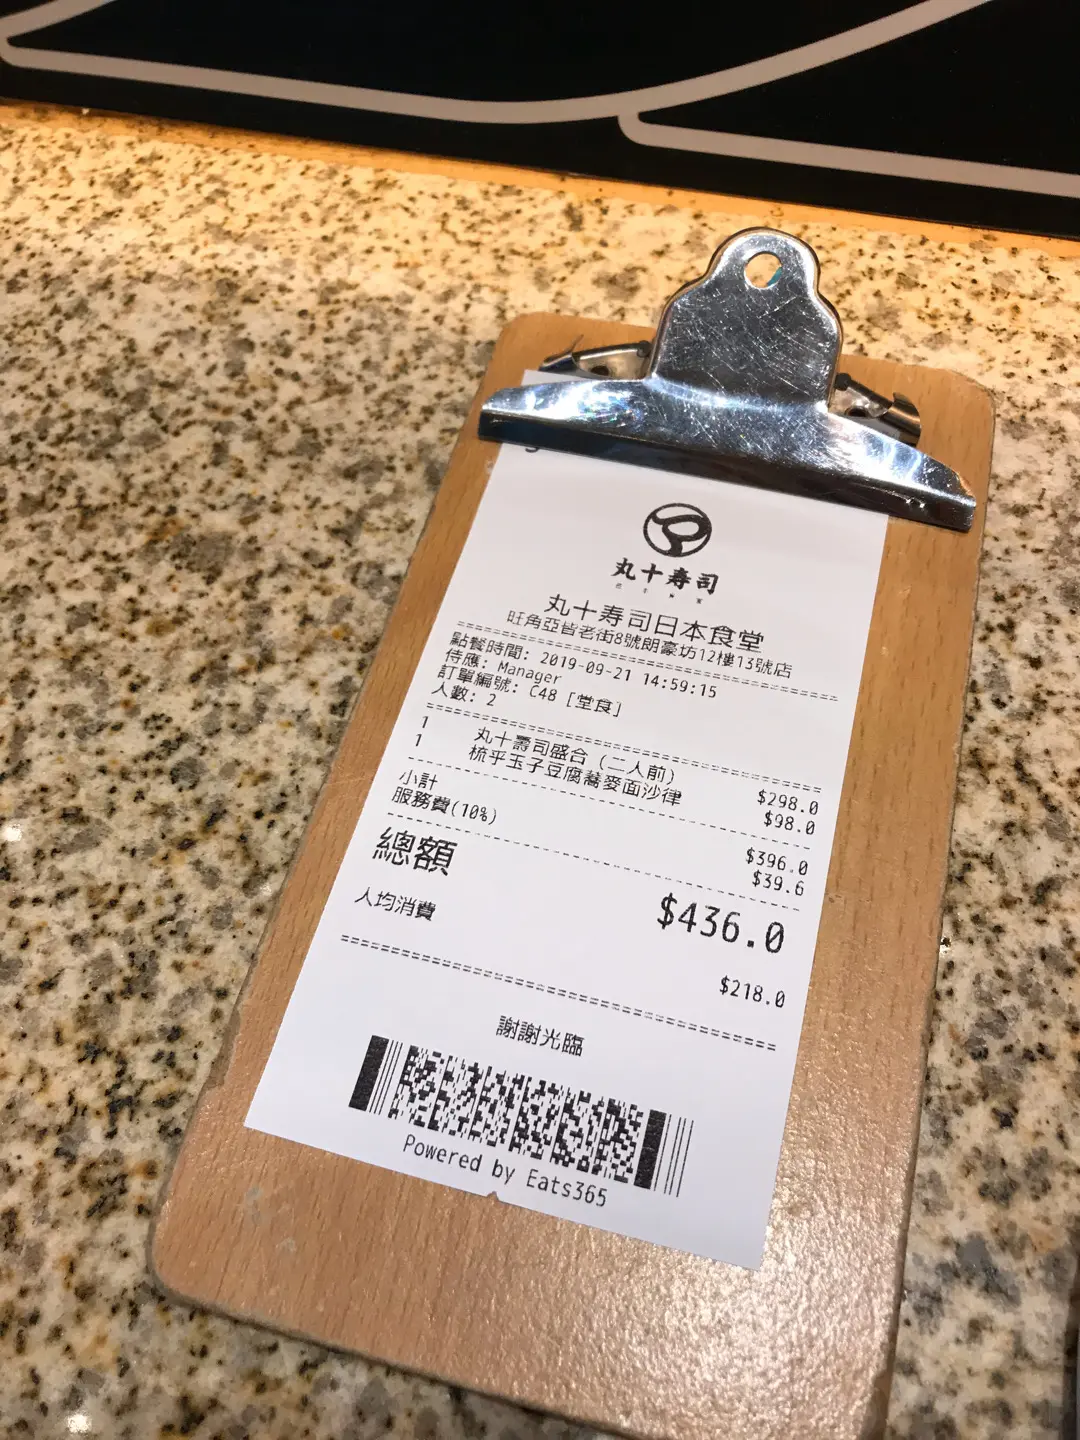 丸十寿司
丸十寿司日本食堂
旺角亞皆老街8號朗豪坊12樓13號店
點餐時間: 2019-09-21 14:59:15
侍應: Manager
訂單編號: C48 [堂食]
人數: 2
1 丸十壽司盛合 (二人前) $298.0
1 梳乎玉子豆腐蕎麥面沙律 $98.0
小計 $396.0
服務費(10%) $39.6
總額 $436.0
人均消費 $218.0
謝謝光臨
Powered by Eats365